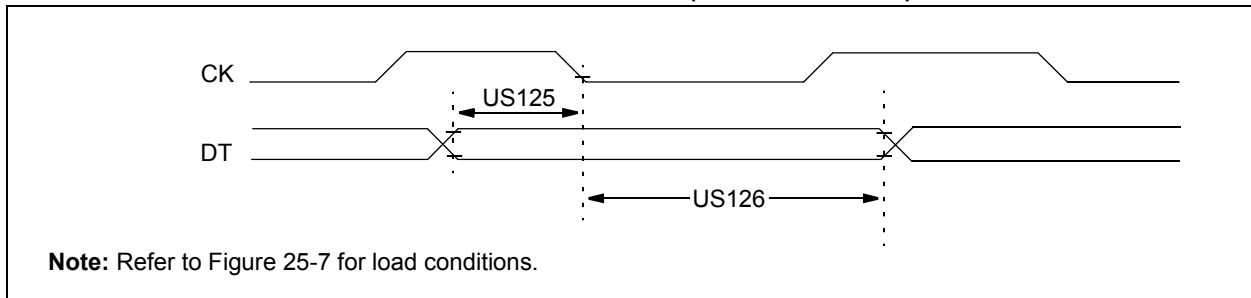 CK
US125
DT
US126
Note: Refer to Figure 25-7 for load conditions.